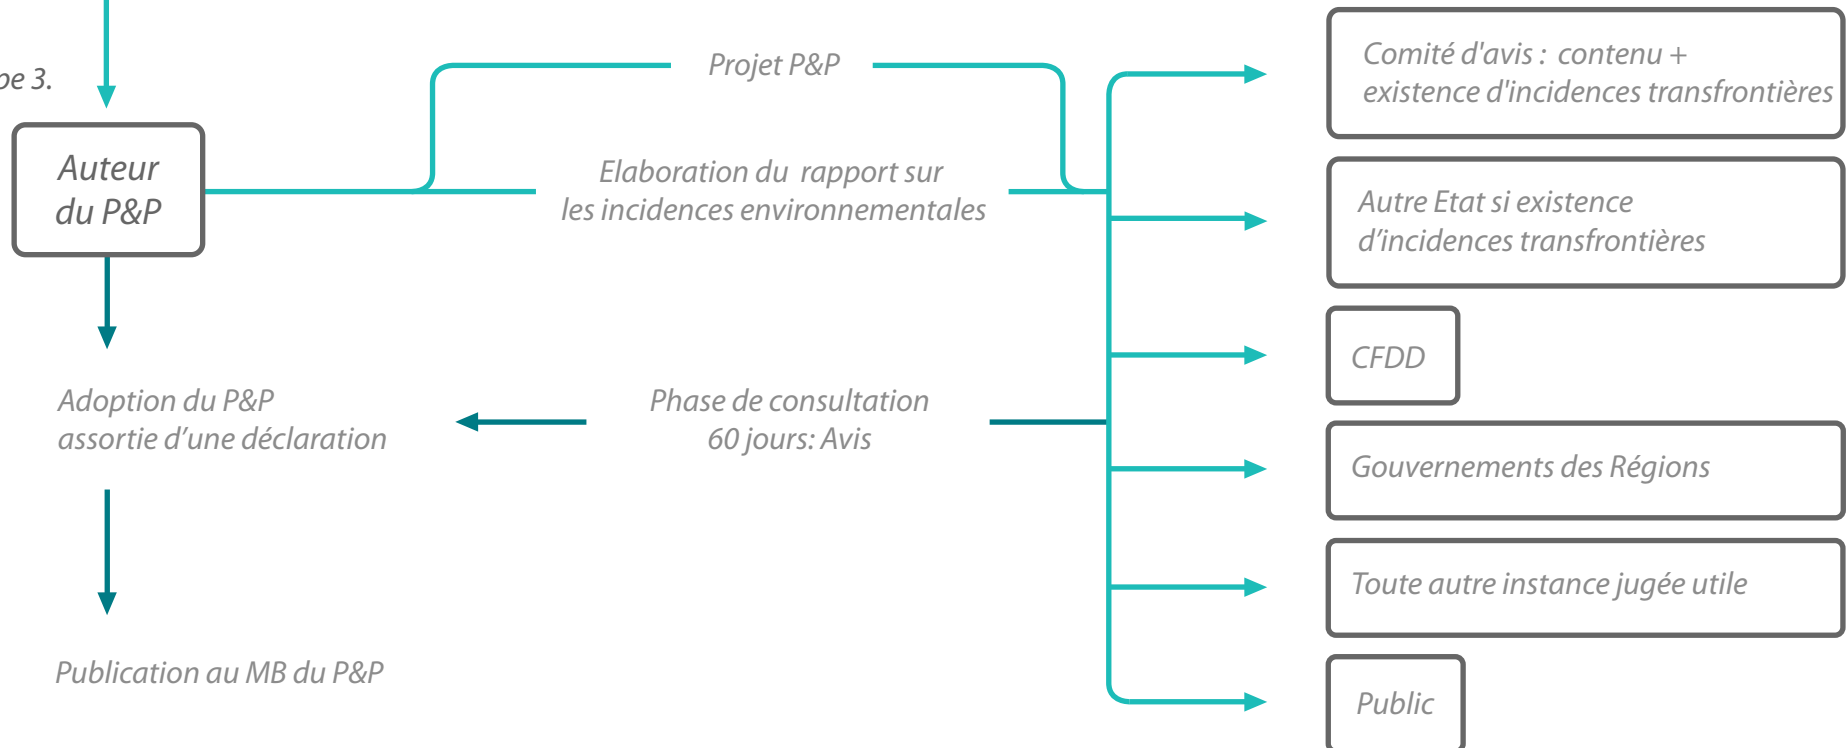 pe 3.
Auteur
du P&P
Projet P&P
Elaboration du rapport sur
les incidences environnementales
Comité d'avis : contenu +
existence d'incidences transfrontières
Autre Etat si existence
d’incidences transfrontières
CFDD
Adoption du P&P
assortie d’une déclaration
Phase de consultation
60 jours: Avis
Gouvernements des Régions
Toute autre instance jugée utile
Publication au MB du P&P
Public